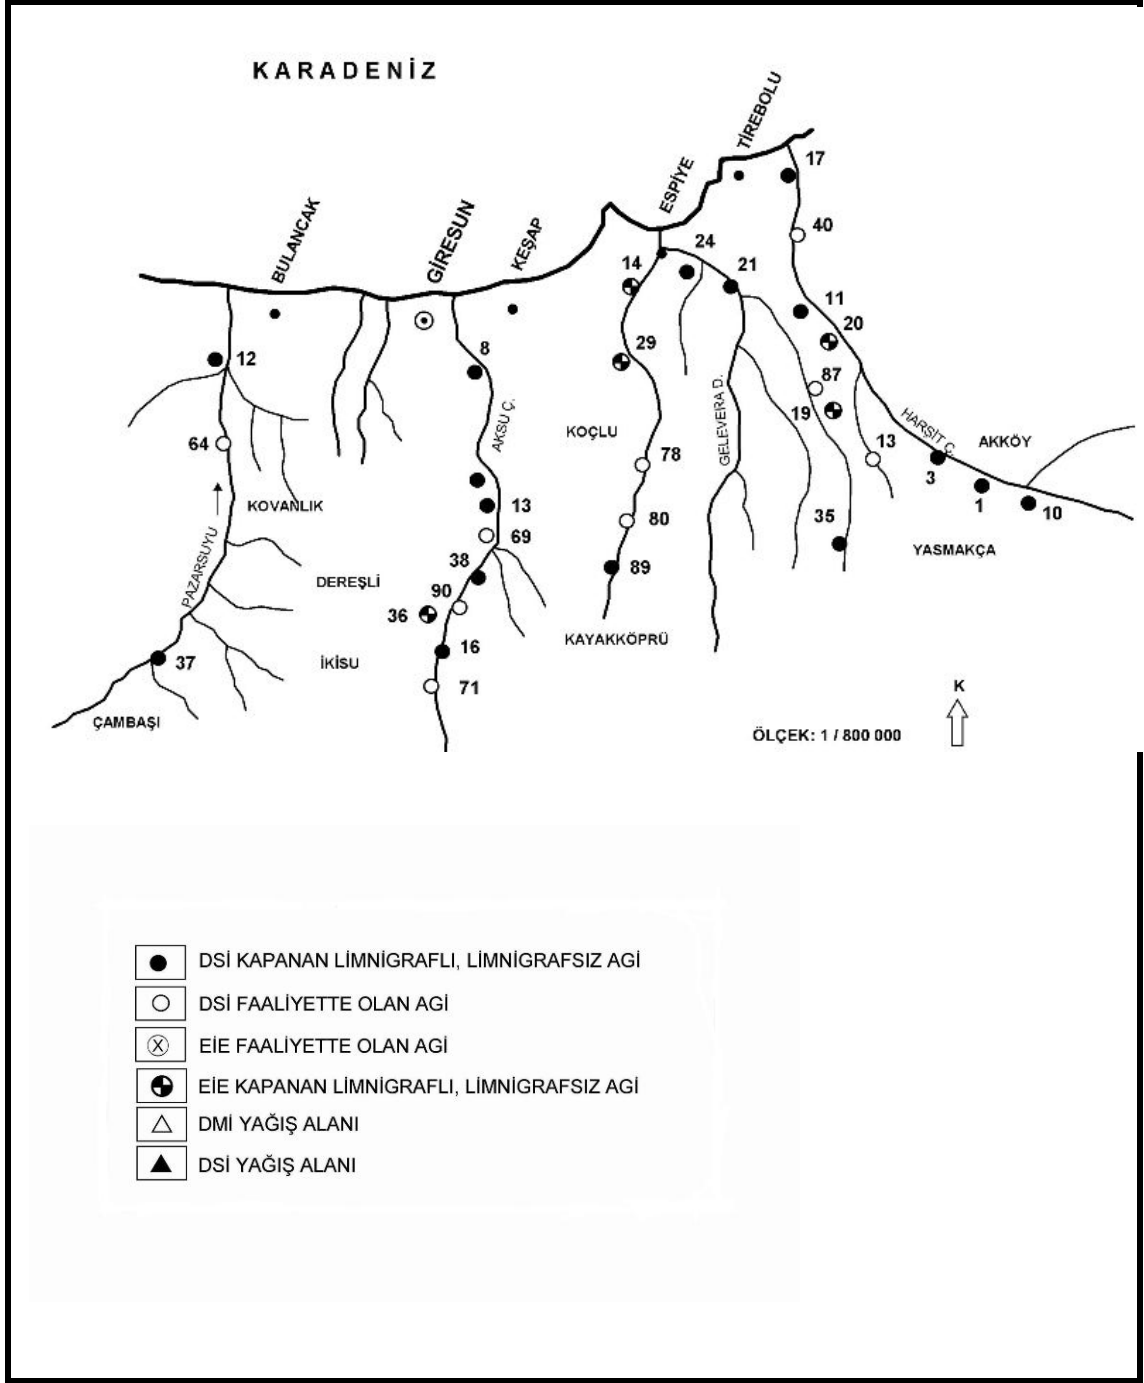 KARADENİZ
TİREBOLU
17
ESPİYE
BULANCAK
GİRESUN
KEŞAP
40
24
14
21
11
20
12
8
29
87
19
AKSU Ç.
GELEVERA D.
HARŞİT Ç.
KOÇLU
AKKÖY
64
78
13
3
KOVANLIK
13
1
10
80
35
69
YASMAKÇA
PAZARSUYU
38
89
DEREŞLİ
90
36
KAYAKKÖPRÜ
37
İKİSU
16
71
K
ÇAMBAŞI
ÖLÇEK: 1 / 800 000
DSİ KAPANAN LİMNİGRAFLI, LİMNİGRAFSIZ AGİ
DSİ FAALİYETTE OLAN AGİ
X EİE FAALİYETTE OLAN AGİ
EİE KAPANAN LİMNİGRAFLI, LİMNİGRAFSIZ AGİ
DMİ YAĞIŞ ALANI
DSİ YAĞIŞ ALANI